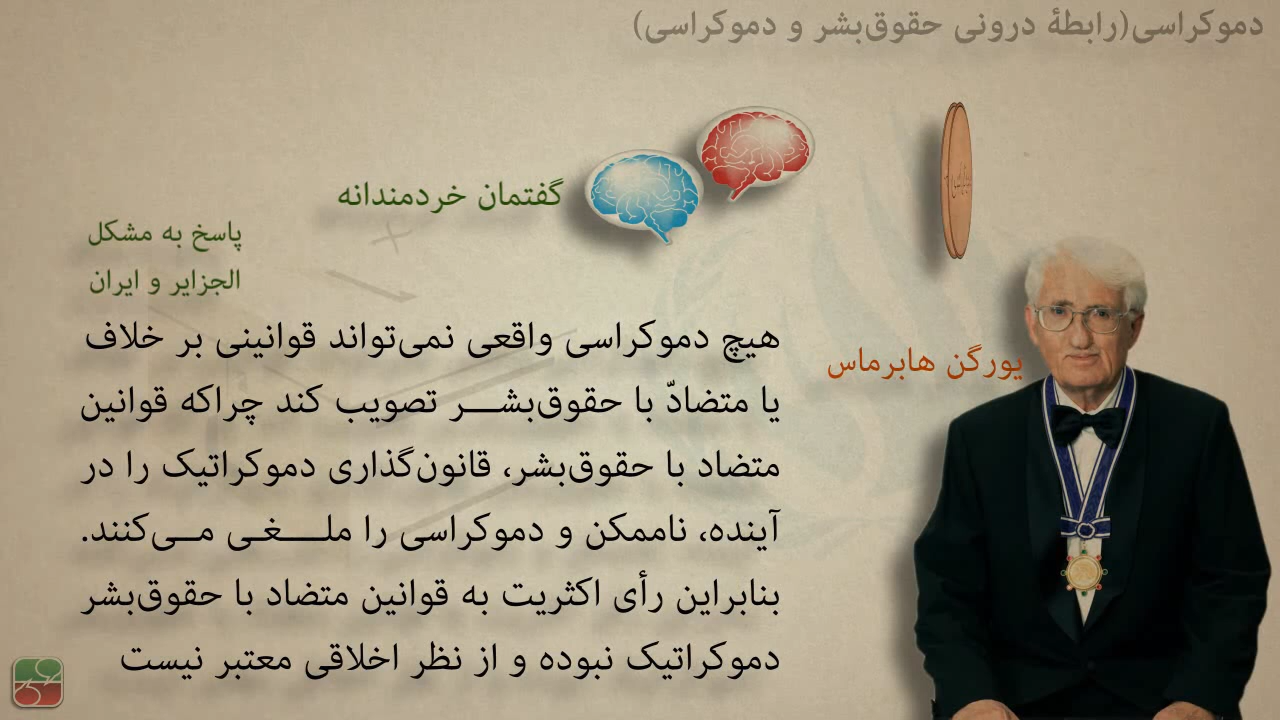 دموکراسی(رابطهٔ درونی حقوق‌بشر و دموکراسی)
گفتمان خردمندانه
پاسخ به مشکل
الجزایر و ایران
یورگن هابرماس
هیچ دموکراسی واقعی نمی‌تواند قوانینی بر خلاف
یا متضادّ با حقوق‌بشـــر تصویب کند چراکه قوانین
متضاد با حقوق‌بشر، قانون‌گذاری دموکراتیک را در
آینده، ناممکن و دموکراسی را ملـــغـی مــی‌کنند.
بنابراین رأی اکثریت به قوانین متضاد با حقوق‌بشر
دموکراتیک نبوده و از نظر اخلاقی معتبر نیست